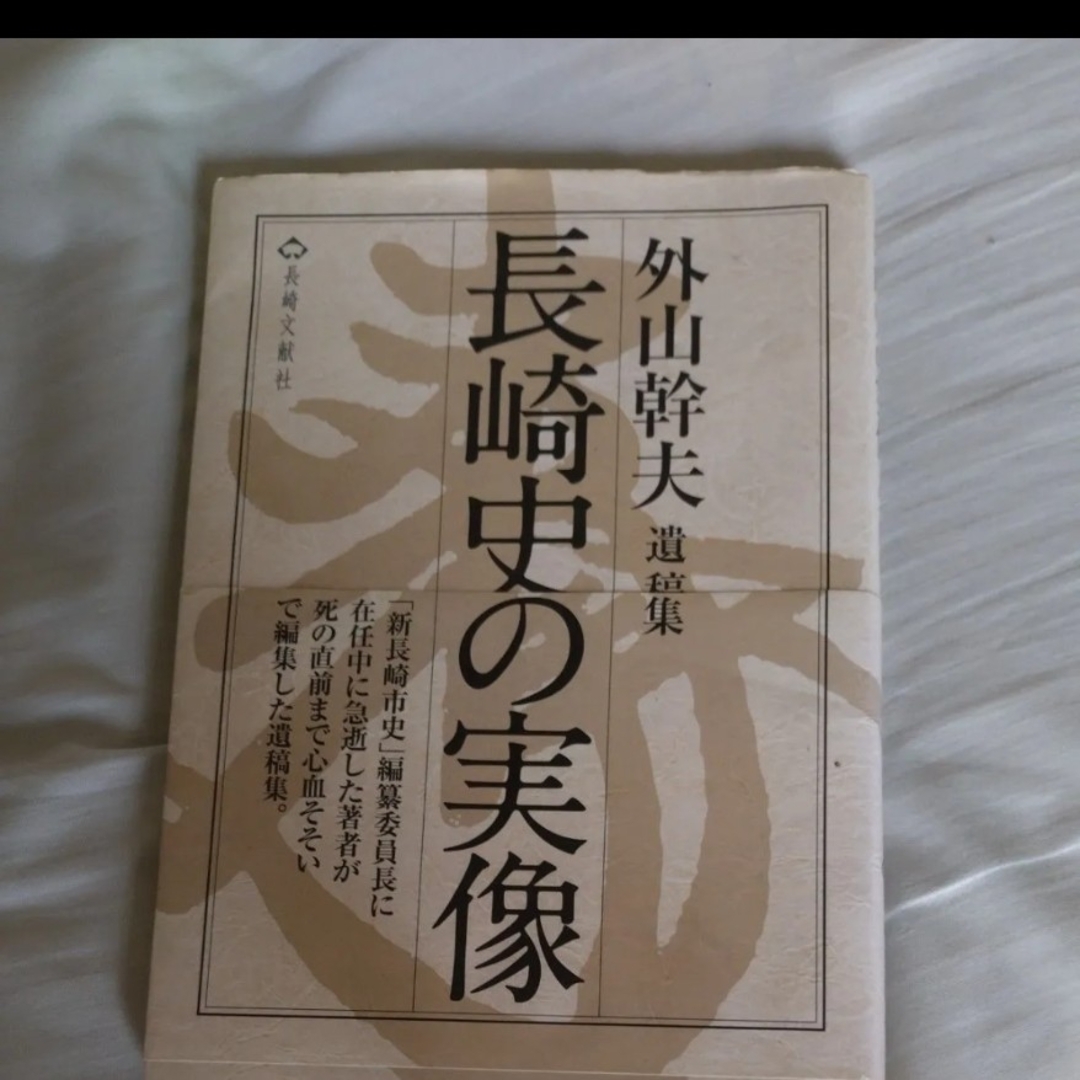 外山幹夫 遺稿集
長崎史の実像
「新長崎市史」編纂委員長に
在任中に急逝した著者が
死の直前まで心血そそい
で編集した遺稿集。
長崎文献社